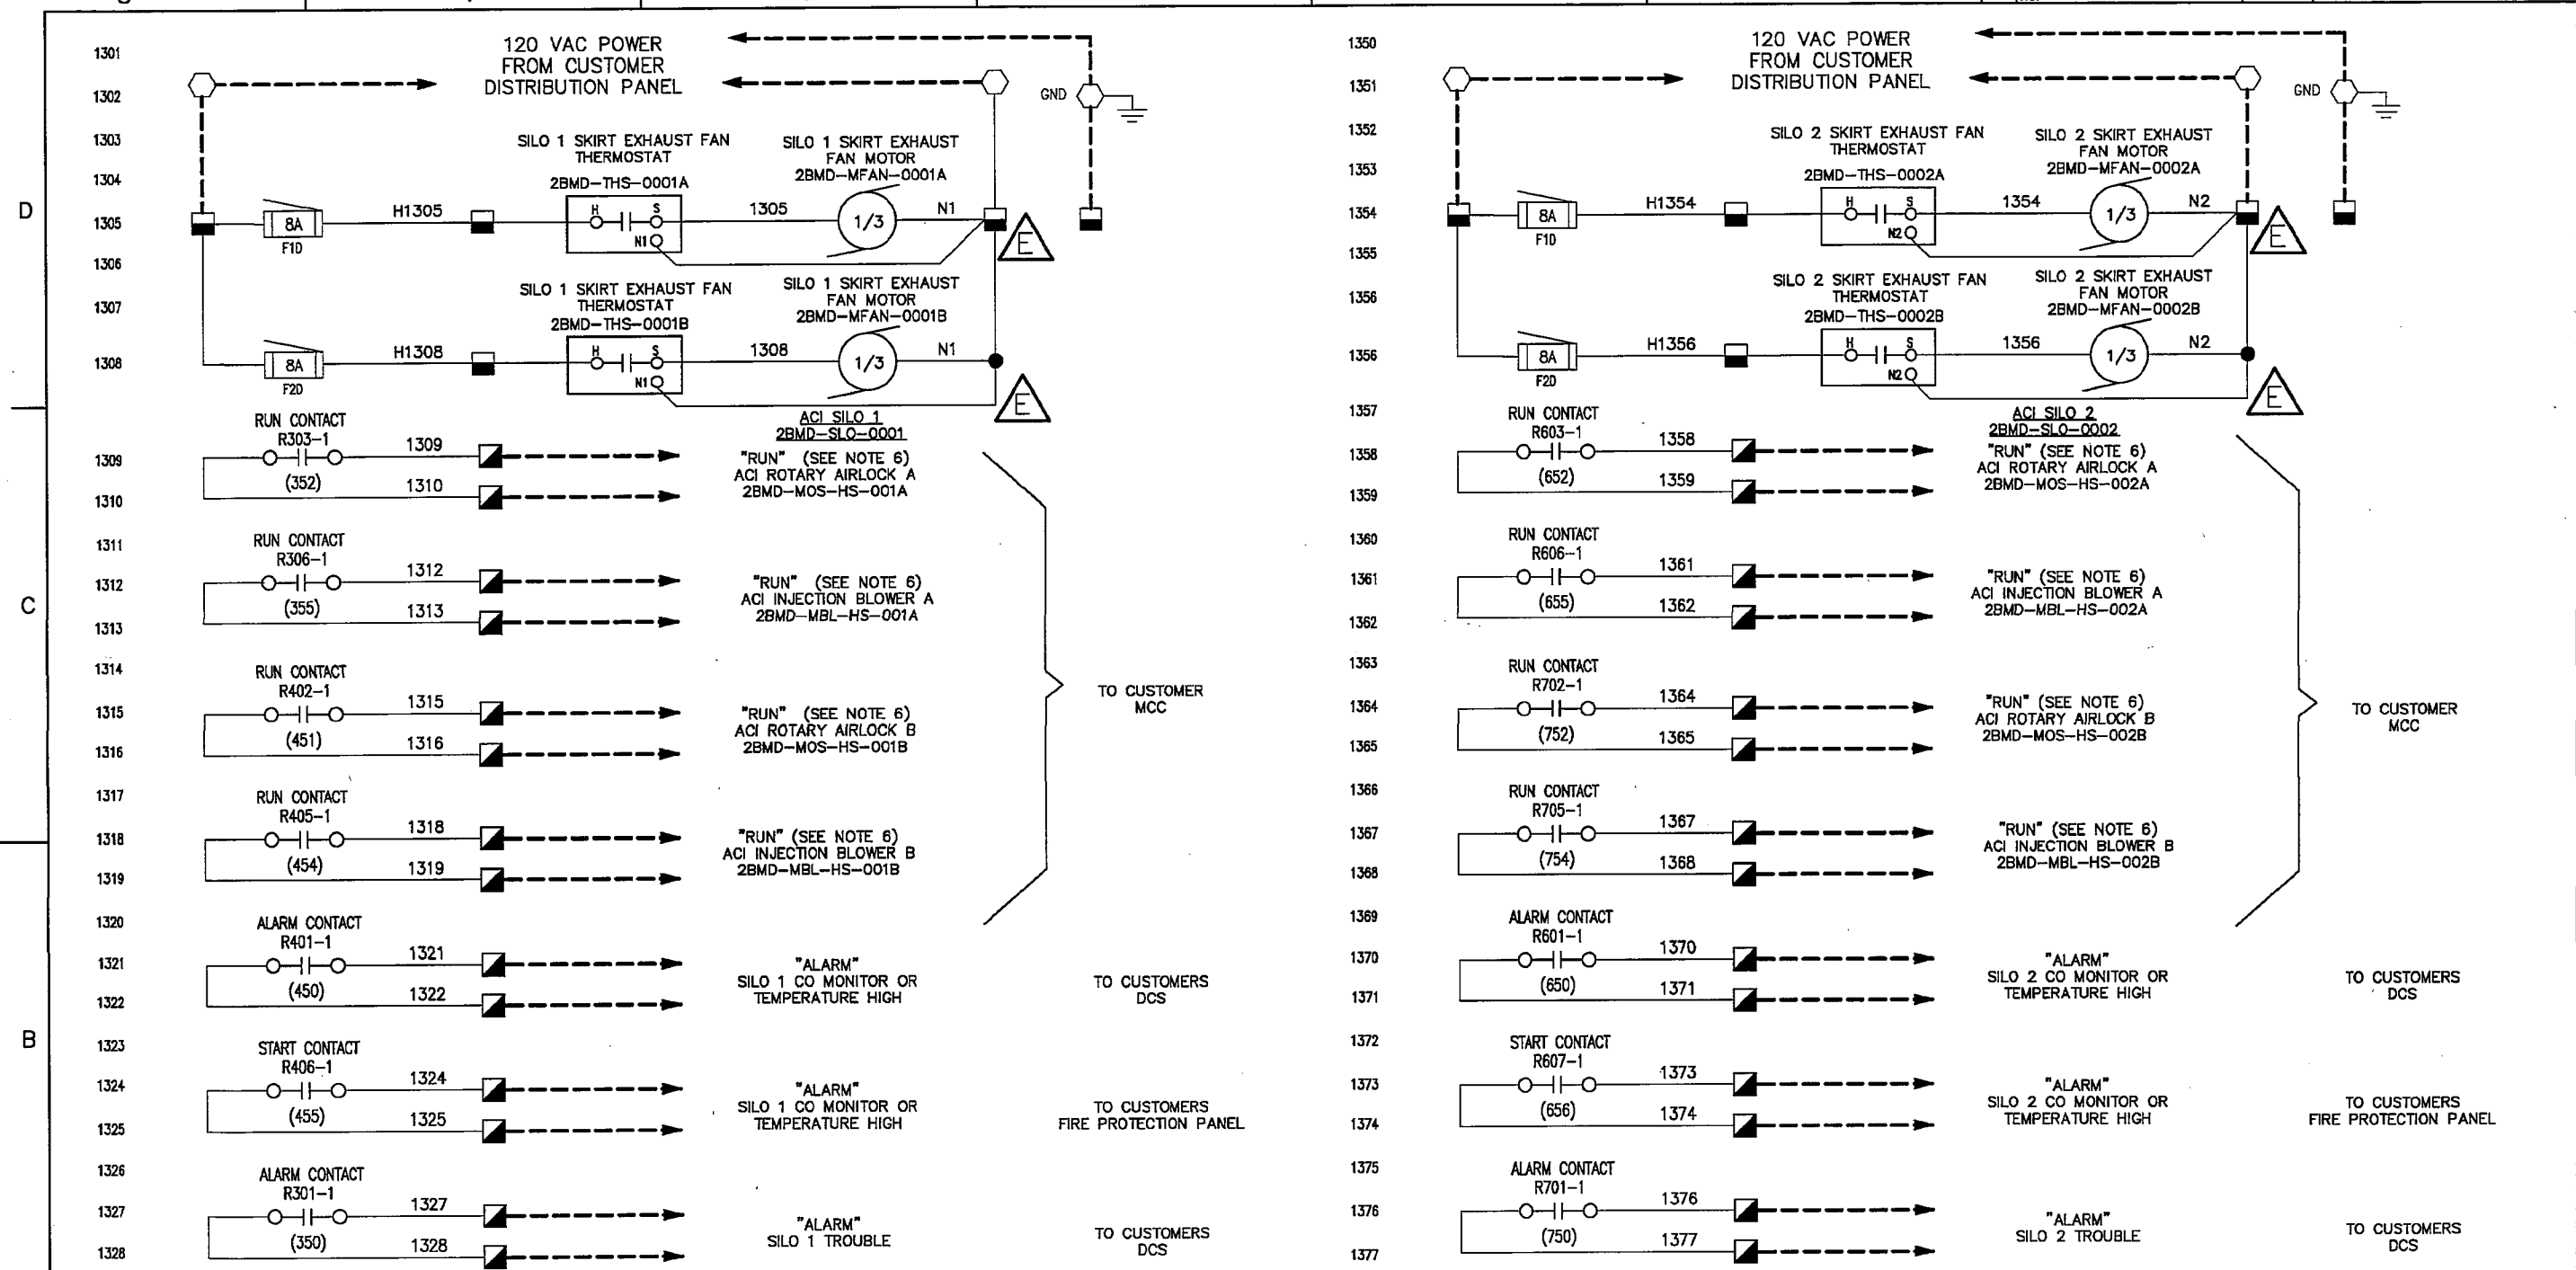 1301
120 VAC POWER
FROM CUSTOMER
DISTRIBUTION PANEL
1302
GND
1303
SILO 1 SKIRT EXHAUST FAN
THERMOSTAT
2BMD-THS-0001A
SILO 1 SKIRT EXHAUST
FAN MOTOR
2BMD-MFAN-0001A
1304
D
1305
8A
F1D
H1305
H
S
N1
1305
1/3
N1
E
1306
1307
SILO 1 SKIRT EXHAUST FAN
THERMOSTAT
2BMD-THS-0001B
SILO 1 SKIRT EXHAUST
FAN MOTOR
2BMD-MFAN-0001B
1308
8A
F2D
H1308
H
S
N1
1308
1/3
N1
E
ACI SILO 1
2BMD-SLO-0001
RUN CONTACT
R303-1
1309
1309
(352)
1310
1310
"RUN" (SEE NOTE 6)
ACI ROTARY AIRLOCK A
2BMD-MOS-HS-001A
1311
RUN CONTACT
R306-1
1312
1312
(355)
1313
1313
"RUN" (SEE NOTE 6)
ACI INJECTION BLOWER A
2BMD-MBL-HS-001A
C
1314
RUN CONTACT
R402-1
1315
1315
(451)
1316
1316
"RUN" (SEE NOTE 6)
ACI ROTARY AIRLOCK B
2BMD-MOS-HS-001B
TO CUSTOMER
MCC
1317
RUN CONTACT
R405-1
1318
1318
(454)
1319
1319
"RUN" (SEE NOTE 6)
ACI INJECTION BLOWER B
2BMD-MBL-HS-001B
1320
ALARM CONTACT
R401-1
1321
1321
(450)
1322
1322
"ALARM"
SILO 1 CO MONITOR OR
TEMPERATURE HIGH
TO CUSTOMERS
DCS
B
1323
START CONTACT
R406-1
1324
1324
(455)
1325
1325
"ALARM"
SILO 1 CO MONITOR OR
TEMPERATURE HIGH
TO CUSTOMERS
FIRE PROTECTION PANEL
1326
ALARM CONTACT
R301-1
1327
1327
(350)
1328
1328
"ALARM"
SILO 1 TROUBLE
TO CUSTOMERS
DCS
1350
120 VAC POWER
FROM CUSTOMER
DISTRIBUTION PANEL
1351
GND
1352
SILO 2 SKIRT EXHAUST FAN
THERMOSTAT
2BMD-THS-0002A
SILO 2 SKIRT EXHAUST
FAN MOTOR
2BMD-MFAN-0002A
1353
1354
8A
F1D
H1354
H
S
N2
1354
1/3
N2
E
1355
1356
SILO 2 SKIRT EXHAUST FAN
THERMOSTAT
2BMD-THS-0002B
SILO 2 SKIRT EXHAUST
FAN MOTOR
2BMD-MFAN-0002B
1356
8A
F2D
H1356
H
S
N2
1356
1/3
N2
E
1357
ACI SILO 2
2BMD-SLO-0002
RUN CONTACT
R603-1
1358
1358
(652)
1359
1359
"RUN" (SEE NOTE 6)
ACI ROTARY AIRLOCK A
2BMD-MOS-HS-002A
1360
RUN CONTACT
R606-1
1361
1361
(655)
1362
1362
"RUN" (SEE NOTE 6)
ACI INJECTION BLOWER A
2BMD-MBL-HS-002A
1363
RUN CONTACT
R702-1
1364
1364
(752)
1365
1365
"RUN" (SEE NOTE 6)
ACI ROTARY AIRLOCK B
2BMD-MOS-HS-002B
TO CUSTOMER
MCC
1366
RUN CONTACT
R705-1
1367
1367
(754)
1368
1368
"RUN" (SEE NOTE 6)
ACI INJECTION BLOWER B
2BMD-MBL-HS-002B
1369
ALARM CONTACT
R601-1
1370
1370
(650)
1371
1371
"ALARM"
SILO 2 CO MONITOR OR
TEMPERATURE HIGH
TO CUSTOMERS
DCS
1372
START CONTACT
R607-1
1373
1373
(656)
1374
1374
"ALARM"
SILO 2 CO MONITOR OR
TEMPERATURE HIGH
TO CUSTOMERS
FIRE PROTECTION PANEL
1375
ALARM CONTACT
R701-1
1376
1376
(750)
1377
1377
"ALARM"
SILO 2 TROUBLE
TO CUSTOMERS
DCS